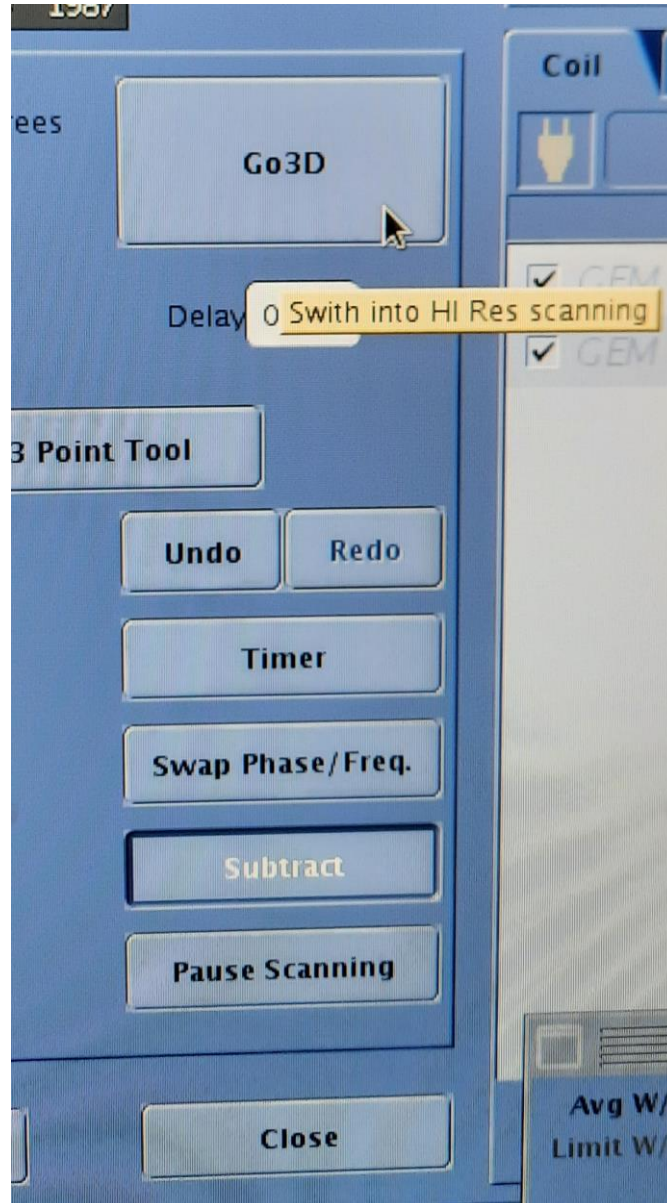 1987
Coil
ees
Go3D
GEM
Delay 0 Swith into HI Res scanning
GEM
3 Point Tool
Undo Redo
Timer
Swap Phase/Freq.
Subtract
Pause Scanning
Avg W/
Close
Limit W/